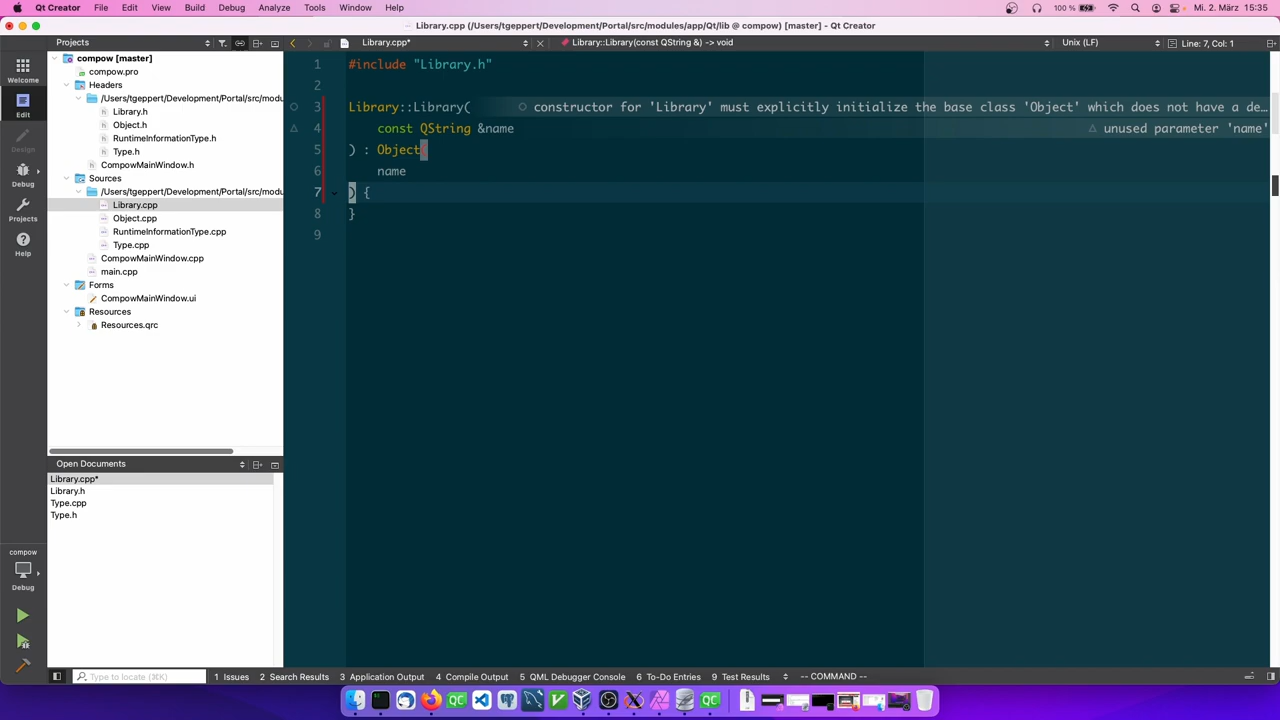 Qt Creator File Edit View Build Debug Analyze Tools Window Help 100 % Mi. 2. März 15:35
Library.cpp (/Users/tgeppert/Development/Portal/src/modules/app/Qt/lib @ compow) [master] - Qt Creator
Projects Library.cpp* Library::Library(const QString &) -> void Unix (LF) Line: 7, Col: 1
Welcome
Edit
Design
Debug
Projects
Help
compow
Debug
compow [master]
compow.pro
Headers
/Users/tgeppert/Development/Portal/src/modu
Library.h
Object.h
RuntimeInformationType.h
Type.h
CompowMainWindow.h
Sources
/Users/tgeppert/Development/Portal/src/modu
Library.cpp
Object.cpp
RuntimeInformationType.cpp
Type.cpp
CompowMainWindow.cpp
main.cpp
Forms
CompowMainWindow.ui
Resources
Resources.qrc
Open Documents
Library.cpp*
Library.h
Type.cpp
Type.h
1 #include "Library.h"
2
3 Library::Library( constructor for 'Library' must explicitly initialize the base class 'Object' which does not have a de…
4 const QString &name unused parameter 'name'
5 ) : Object(
6 name
7 ) {
8 }
9
Type to locate (⌘K) 1 Issues 2 Search Results 3 Application Output 4 Compile Output 5 QML Debugger Console 6 To-Do Entries 9 Test Results -- COMMAND --